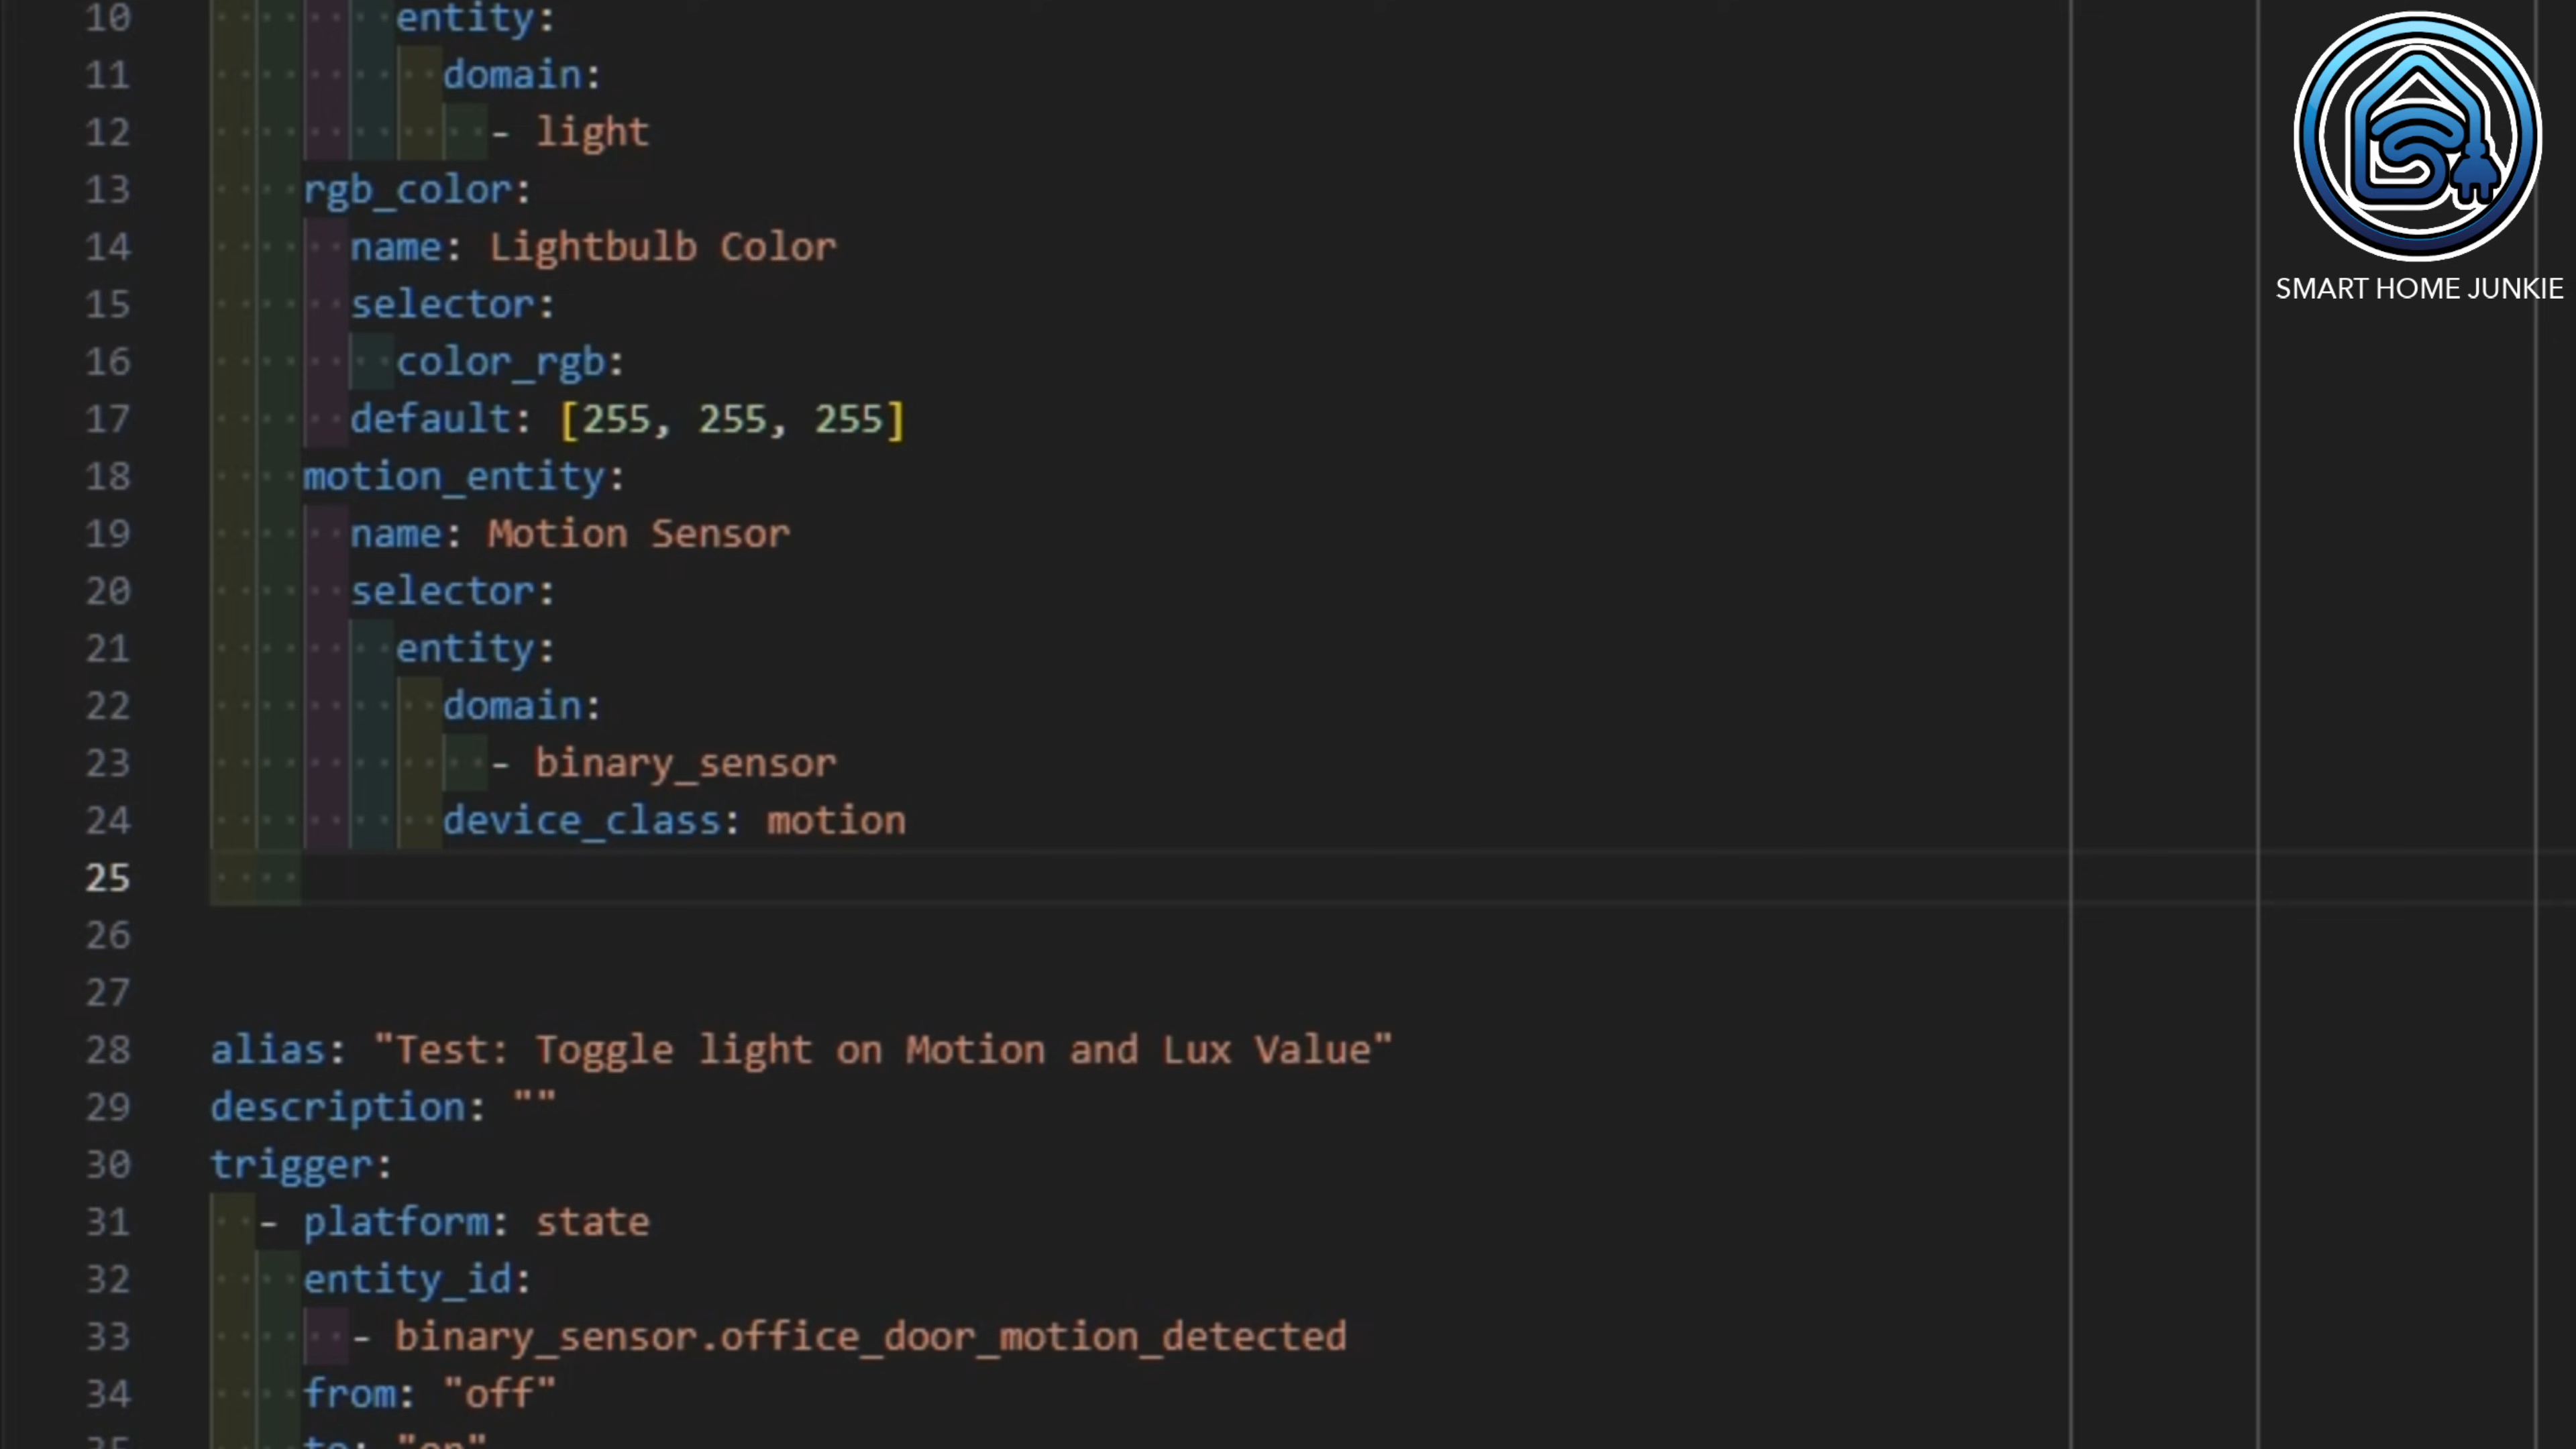 10 entity:
11 domain:
12 - light
13 rgb_color:
14 name: Lightbulb Color
15 selector:
16 color_rgb:
17 default: [255, 255, 255]
18 motion_entity:
19 name: Motion Sensor
20 selector:
21 entity:
22 domain:
23 - binary_sensor
24 device_class: motion
25
26
27
28 alias: "Test: Toggle light on Motion and Lux Value"
29 description: ""
30 trigger:
31 - platform: state
32 entity_id:
33 - binary_sensor.office_door_motion_detected
34 from: "off"
35 to: "on"
SMART HOME JUNKIE